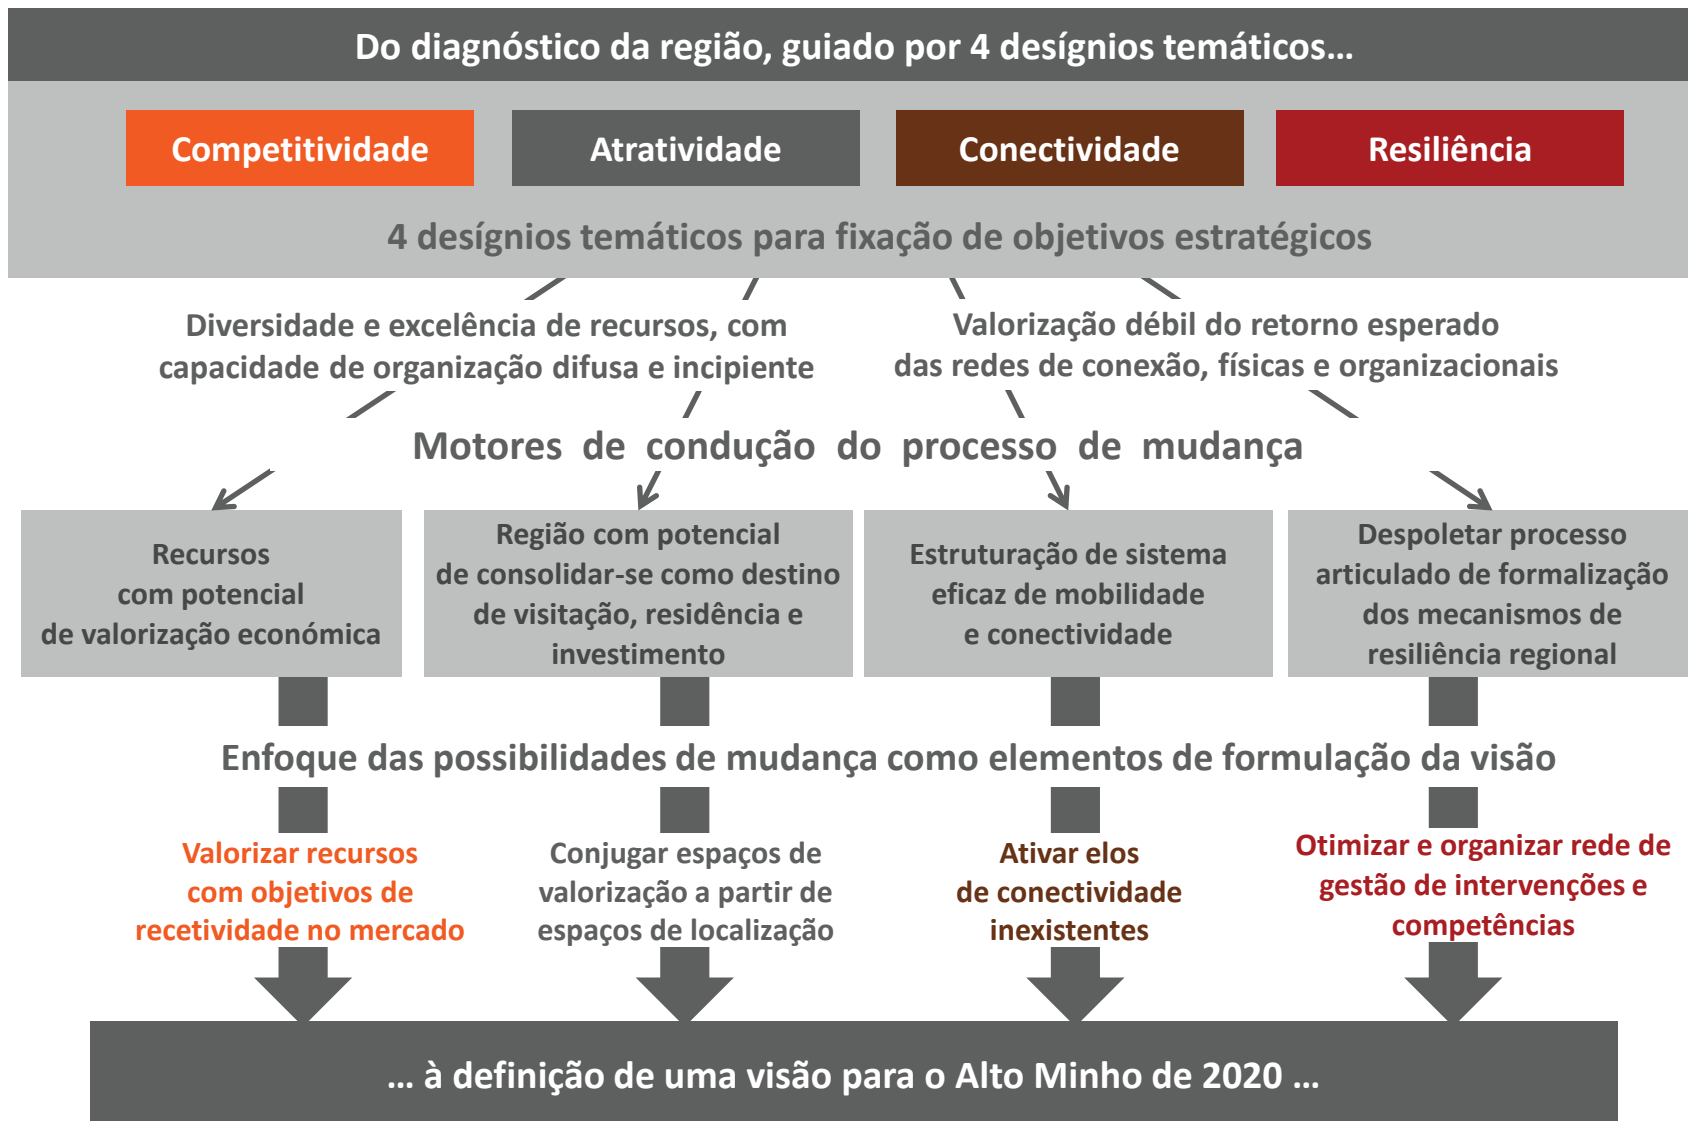 Do diagnóstico da região, guiado por 4 desígnios temáticos...
Competitividade
Atratividade
Conectividade
Resiliência
4 desígnios temáticos para fixação de objetivos estratégicos
Diversidade e excelência de recursos, com
capacidade de organização difusa e incipiente
Valorização débil do retorno esperado
das redes de conexão, físicas e organizacionais
Motores de condução do processo de mudança
Recursos
com potencial
de valorização económica
Região com potencial
de consolidar-se como destino
de visitação, residência e
investimento
Estruturação de sistema
eficaz de mobilidade
e conectividade
Despoletar processo
articulado de formalização
dos mecanismos de
resiliência regional
Enfoque das possibilidades de mudança como elementos de formulação da visão
Valorizar recursos
com objetivos de
recetividade no mercado
Conjugar espaços de
valorização a partir de
espaços de localização
Ativar elos
de conectividade
inexistentes
Otimizar e organizar rede de
gestão de intervenções e
competências
... à definição de uma visão para o Alto Minho de 2020 ...